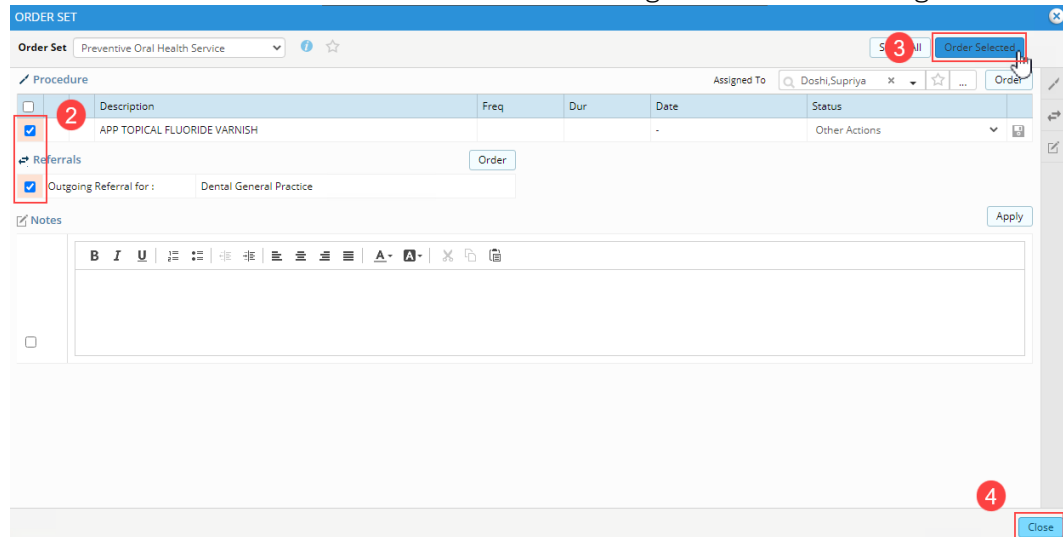 ORDER SET
Order Set Preventive Oral Health Service 3 All Order Selected
Procedure Assigned To Doshi,Supriya Order
2 Description Freq Dur Date Status
APP TOPICAL FLUORIDE VARNISH - Other Actions
Referrals Order
Outgoing Referral for : Dental General Practice
Notes Apply
B I U A A
4
Close